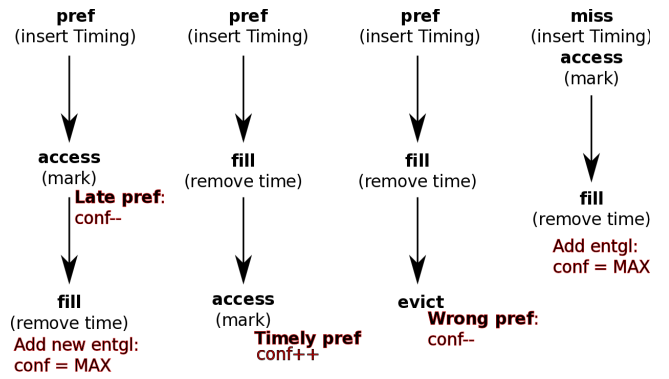 pref
(insert Timing)
access
(mark)
Late pref:
conf--
fill
(remove time)
Add new entgl:
conf = MAX
pref
(insert Timing)
fill
(remove time)
access
(mark)
Timely pref
conf++
pref
(insert Timing)
fill
(remove time)
evict
Wrong pref:
conf--
miss
(insert Timing)
access
(mark)
fill
(remove time)
Add entgl:
conf = MAX